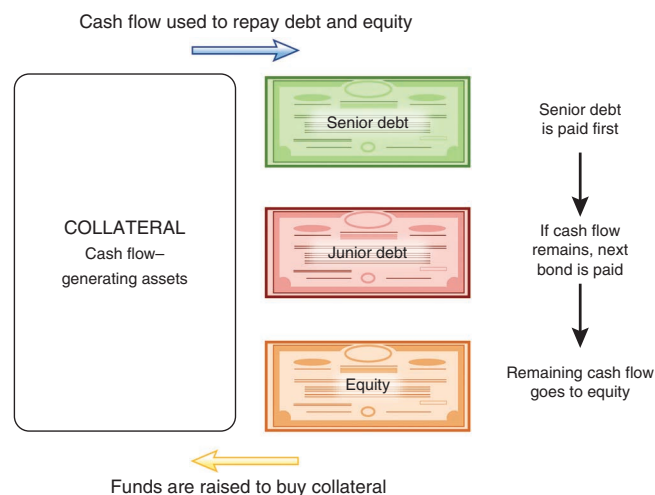 Cash flow used to repay debt and equity
Senior debt
Senior debt
is paid first
COLLATERAL
Cash flow–
generating assets
Junior debt
If cash flow
remains, next
bond is paid
Equity
Remaining cash flow
goes to equity
Funds are raised to buy collateral